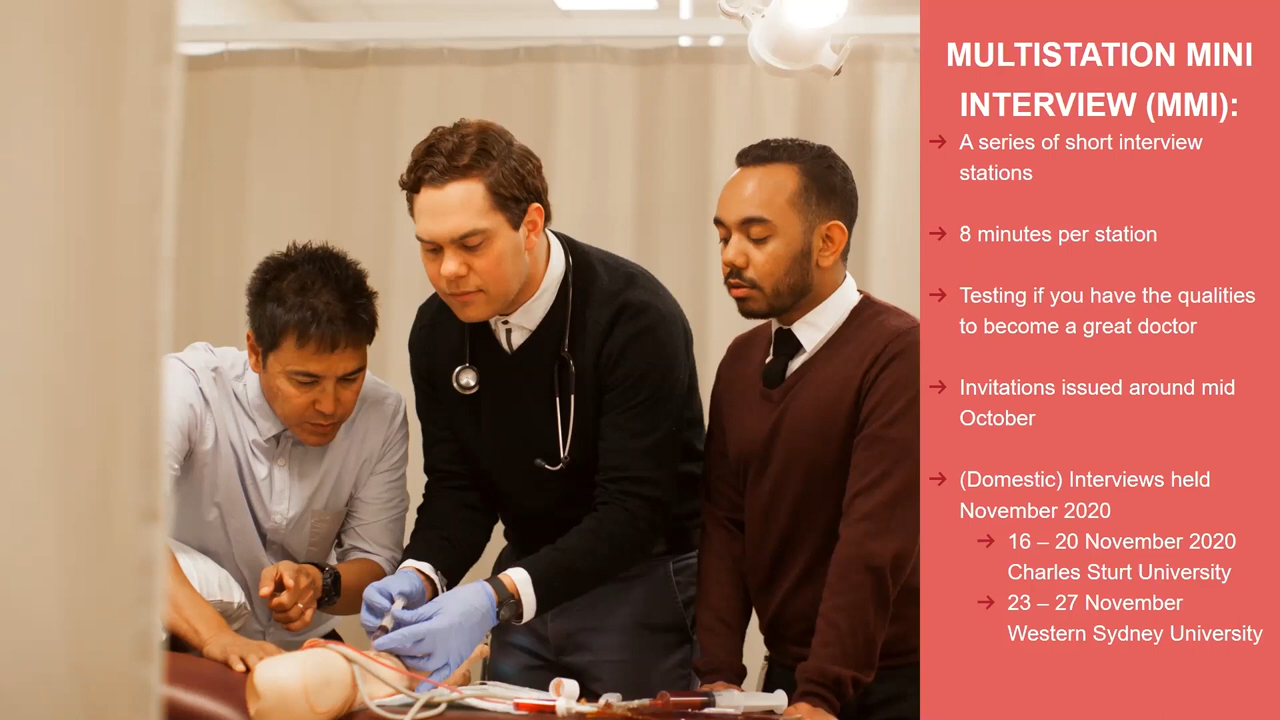 MULTISTATION MINI
INTERVIEW (MMI):
→ A series of short interview
stations
→ 8 minutes per station
→ Testing if you have the qualities
to become a great doctor
→ Invitations issued around mid
October
→ (Domestic) Interviews held
November 2020
→ 16 – 20 November 2020
Charles Sturt University
→ 23 – 27 November
Western Sydney University